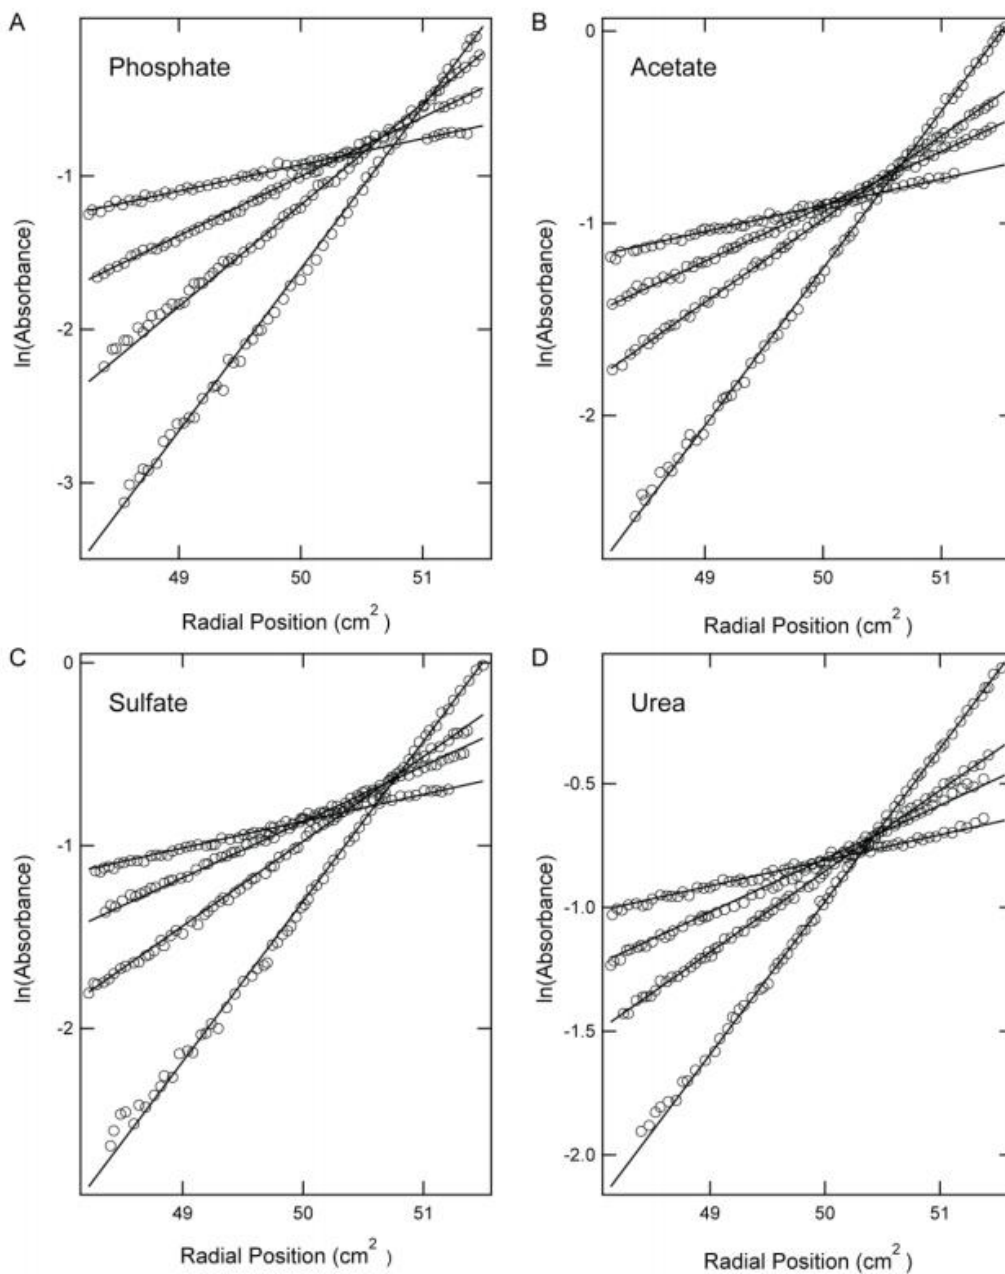 A
Phosphate
ln(Absorbance)
-1
-2
-3
49
50
51
Radial Position (cm2)
B
Acetate
ln(Absorbance)
-0
-1
-2
49
50
51
Radial Position (cm2)
C
Sulfate
ln(Absorbance)
0
-1
-2
49
50
51
Radial Position (cm2)
D
Urea
ln(Absorbance)
-0.5
-1.0
-1.5
-2.0
49
50
51
Radial Position (cm2)